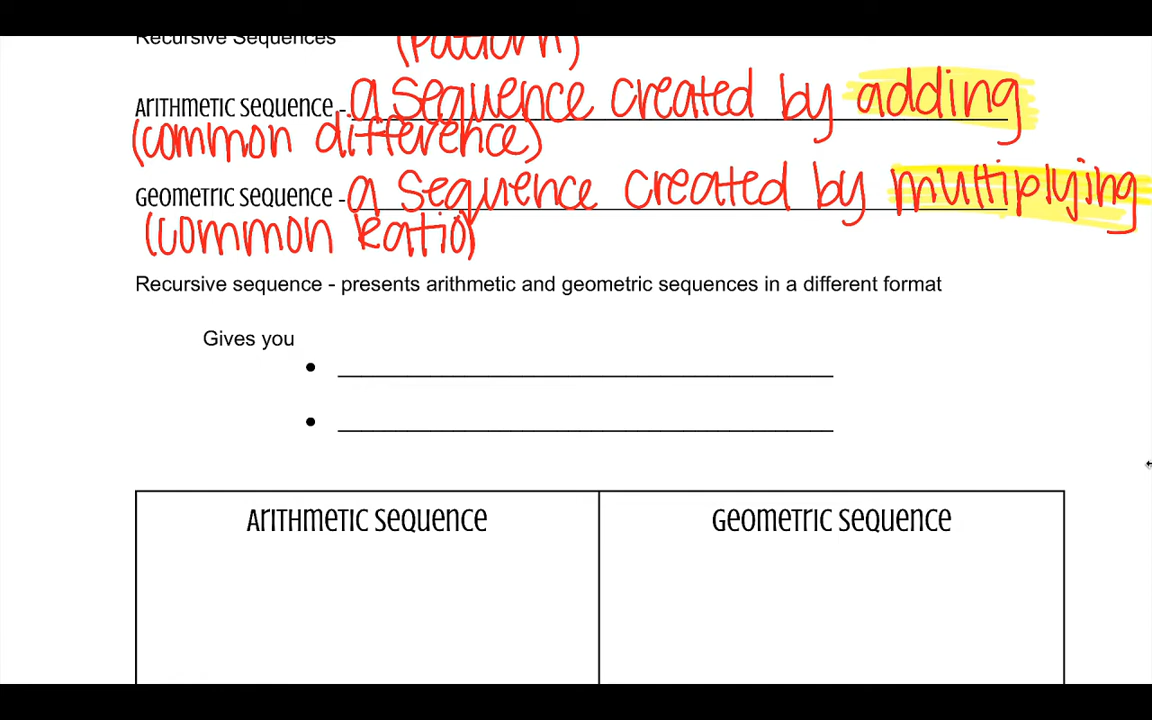 Recursive Sequences (pattern)
Arithmetic Sequence - a sequence created by adding
(common difference)
Geometric Sequence - a sequence created by multiplying
(common ratio)
Recursive sequence - presents arithmetic and geometric sequences in a different format
Gives you
Arithmetic Sequence
Geometric Sequence